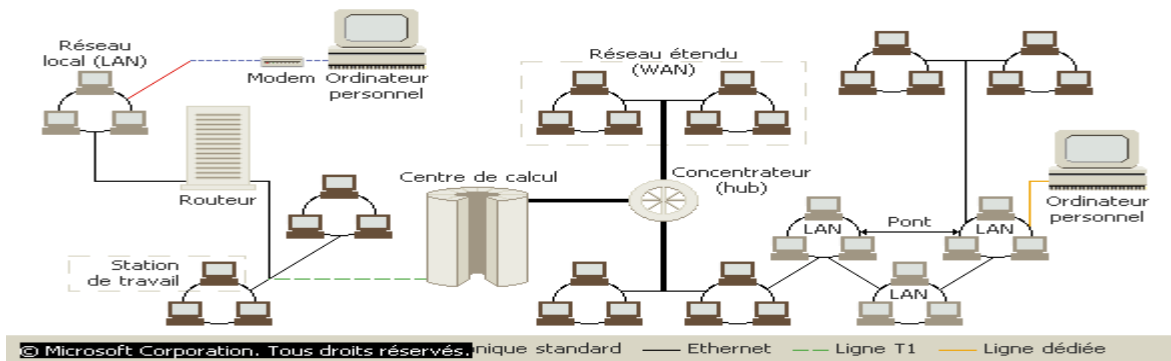 Réseau
local (LAN)
Modem
Ordinateur
personnel
Réseau étendu
(WAN)
Routeur
Centre de calcul
Concentrateur
(hub)
Ordinateur
personnel
LAN
Pont
LAN
Station
de travail
LAN
© Microsoft Corporation. Tous droits réservés.
standard
Ethernet
Ligne T1
Ligne dédiée